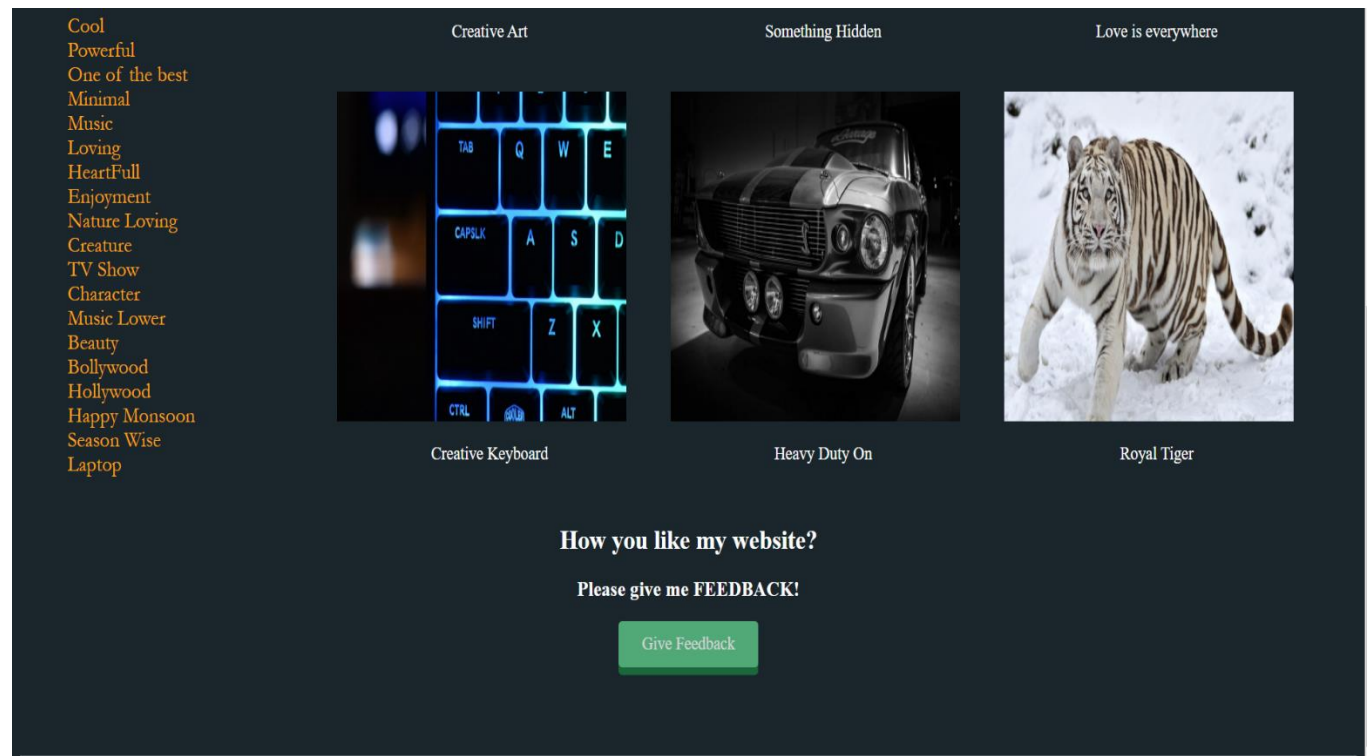 Cool
Powerful
One of the best
Minimal
Music
Loving
HeartFull
Enjoyment
Nature Loving
Creature
TV Show
Character
Music Lower
Beauty
Bollywood
Hollywood
Happy Monsoon
Season Wise
Laptop
Creative Art
Something Hidden
Love is everywhere
TAB Q W E
CAPSLK A S D
SHIFT Z X
CTRL ALT
Creative Keyboard
Heavy Duty On
Royal Tiger
How you like my website?
Please give me FEEDBACK!
Give Feedback